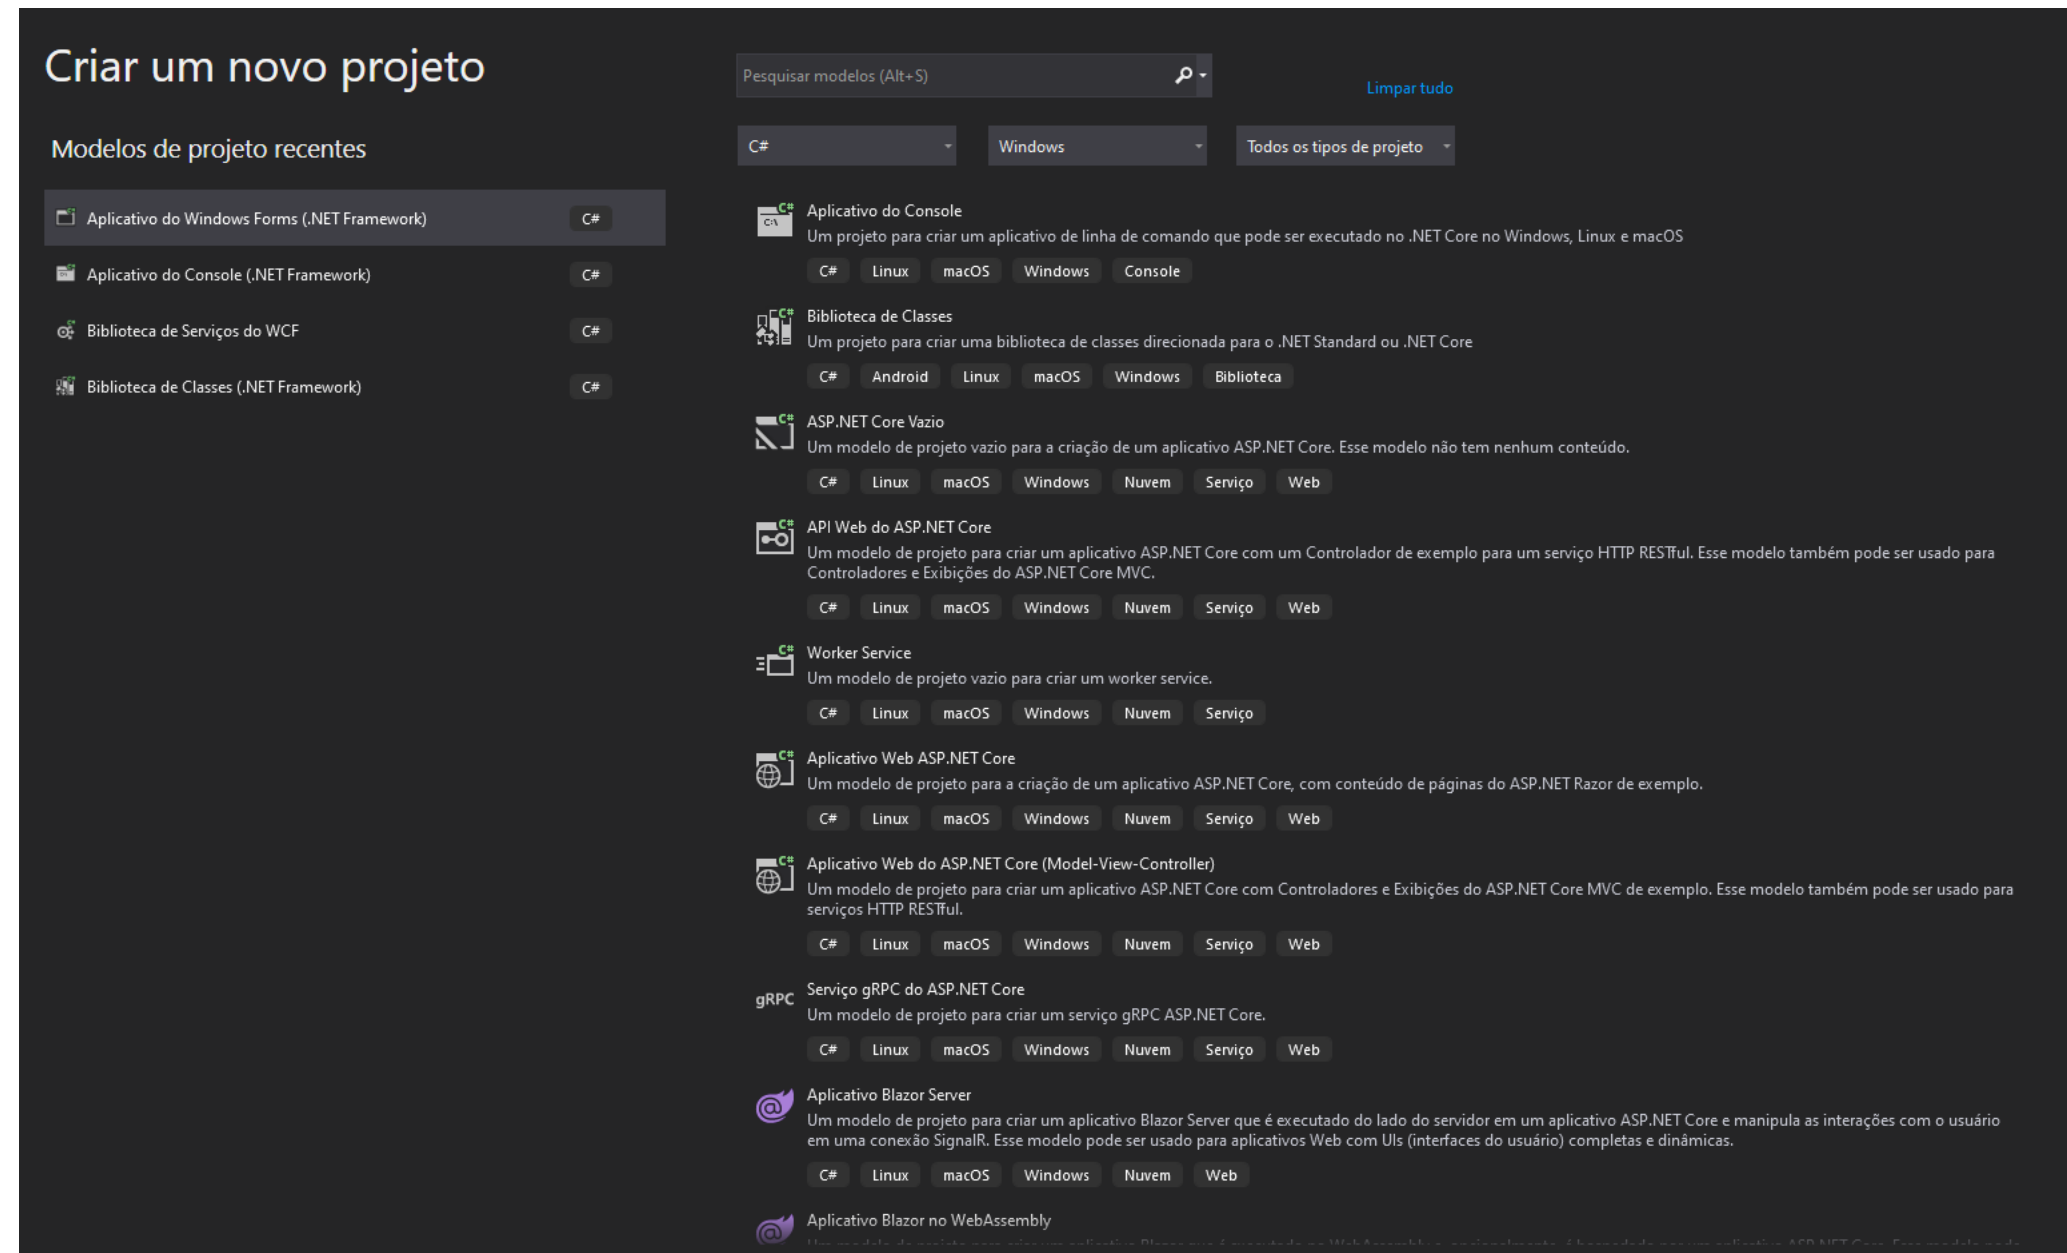 Criar um novo projeto
Modelos de projeto recentes
Aplicativo do Windows Forms (.NET Framework) C#
Aplicativo do Console (.NET Framework) C#
Biblioteca de Serviços do WCF C#
Biblioteca de Classes (.NET Framework) C#
Pesquisar modelos (Alt+S)
Limpar tudo
C# Windows Todos os tipos de projeto
Aplicativo do Console
Um projeto para criar um aplicativo de linha de comando que pode ser executado no .NET Core no Windows, Linux e macOS
C# Linux macOS Windows Console
Biblioteca de Classes
Um projeto para criar uma biblioteca de classes direcionada para o .NET Standard ou .NET Core
C# Android Linux macOS Windows Biblioteca
ASP.NET Core Vazio
Um modelo de projeto vazio para a criação de um aplicativo ASP.NET Core. Esse modelo não tem nenhum conteúdo.
C# Linux macOS Windows Nuvem Serviço Web
API Web do ASP.NET Core
Um modelo de projeto para criar um aplicativo ASP.NET Core com um Controlador de exemplo para um serviço HTTP RESTful. Esse modelo também pode ser usado para
Controladores e Exibições do ASP.NET Core MVC.
C# Linux macOS Windows Nuvem Serviço Web
Worker Service
Um modelo de projeto vazio para criar um worker service.
C# Linux macOS Windows Nuvem Serviço
Aplicativo Web ASP.NET Core
Um modelo de projeto para a criação de um aplicativo ASP.NET Core, com conteúdo de páginas do ASP.NET Razor de exemplo.
C# Linux macOS Windows Nuvem Serviço Web
Aplicativo Web do ASP.NET Core (Model-View-Controller)
Um modelo de projeto para criar um aplicativo ASP.NET Core com Controladores e Exibições do ASP.NET Core MVC de exemplo. Esse modelo também pode ser usado para
serviços HTTP RESTful.
C# Linux macOS Windows Nuvem Serviço Web
gRPC Serviço gRPC do ASP.NET Core
Um modelo de projeto para criar um serviço gRPC ASP.NET Core.
C# Linux macOS Windows Nuvem Serviço Web
Aplicativo Blazor Server
Um modelo de projeto para criar um aplicativo Blazor Server que é executado do lado do servidor em um aplicativo ASP.NET Core e manipula as interações com o usuário
em uma conexão SignalR. Esse modelo pode ser usado para aplicativos Web com UIs (interfaces do usuário) completas e dinâmicas.
C# Linux macOS Windows Nuvem Web
Aplicativo Blazor no WebAssembly